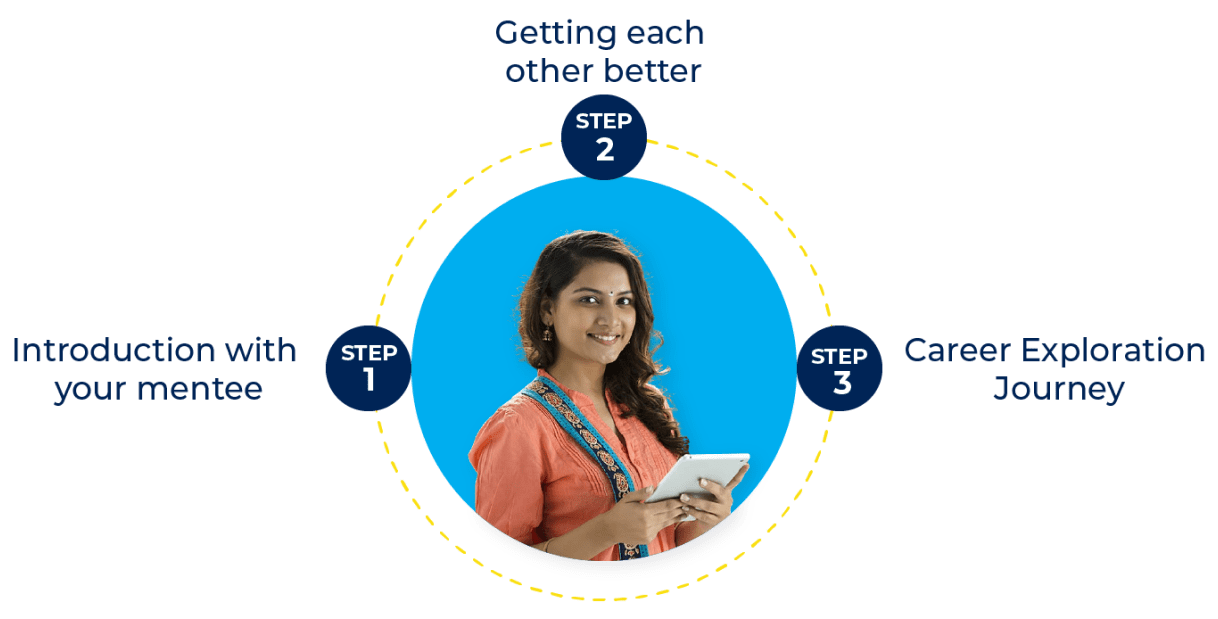 Getting each
other better
STEP
2
Introduction with
your mentee
STEP
1
STEP
3
Career Exploration
Journey